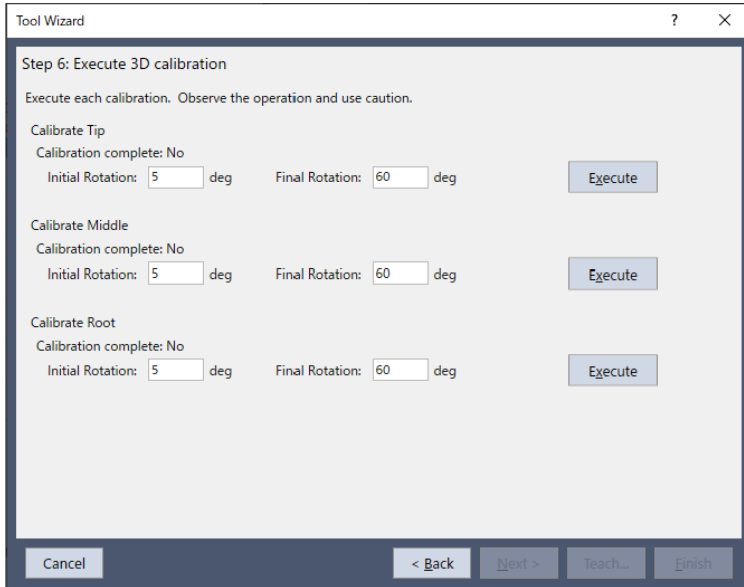 Tool Wizard ? ×
Step 6: Execute 3D calibration
Execute each calibration. Observe the operation and use caution.
Calibrate Tip
Calibration complete: No
Initial Rotation: 5 deg Final Rotation: 60 deg Execute
Calibrate Middle
Calibration complete: No
Initial Rotation: 5 deg Final Rotation: 60 deg Execute
Calibrate Root
Calibration complete: No
Initial Rotation: 5 deg Final Rotation: 60 deg Execute
Cancel < Back Next > Teach... Finish